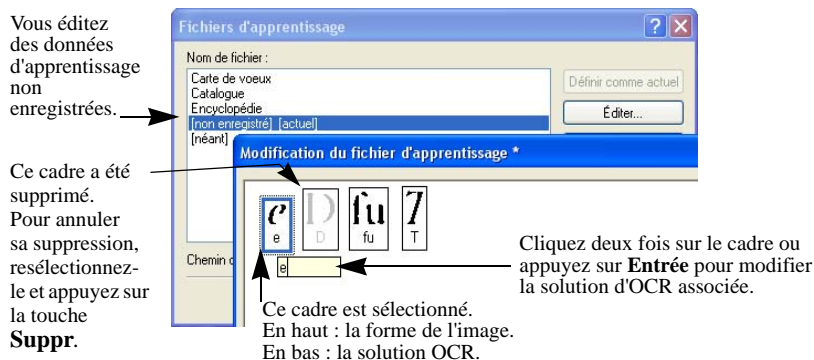 Vous éditez
des données
d'apprentissage
non
enregistrées.
Fichiers d'apprentissage
Nom de fichier :
Carte de voeux
Catalogue
Encyclopédie
[non enregistré] [actuel]
[néant]
Définir comme actuel
Éditer...
Modification du fichier d'apprentissage *
Ce cadre a été
supprimé.
Pour annuler
sa suppression,
resélectionnez-
le et appuyez sur
la touche
Suppr.
e D fu 7
e D fu T
Chemin
e
Cliquez deux fois sur le cadre ou
appuyez sur Entrée pour modifier
la solution d'OCR associée.
Ce cadre est sélectionné.
En haut : la forme de l'image.
En bas : la solution OCR.